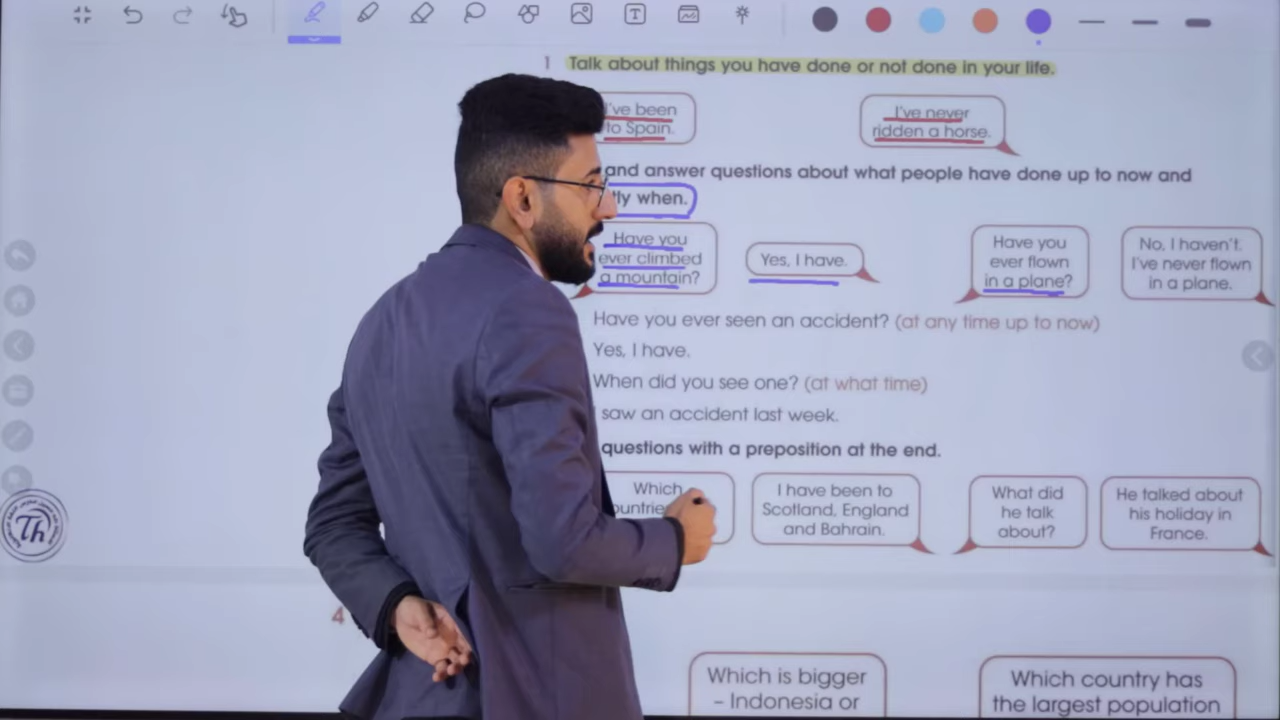 1 Talk about things you have done or not done in your life.
I've been
to Spain.
I've never
ridden a horse.
and answer questions about what people have done up to now and
when.
Have you
ever climbed
a mountain?
Yes, I have.
Have you
ever flown
in a plane?
No, I haven't.
I've never flown
in a plane.
Have you ever seen an accident? (at any time up to now)
Yes, I have.
When did you see one? (at what time)
I saw an accident last week.
questions with a preposition at the end.
Which
I have been to
Scotland, England
and Bahrain.
What did
he talk
about?
He talked about
his holiday in
France.
4
Which is bigger
– Indonesia or
Which country has
the largest population
Th